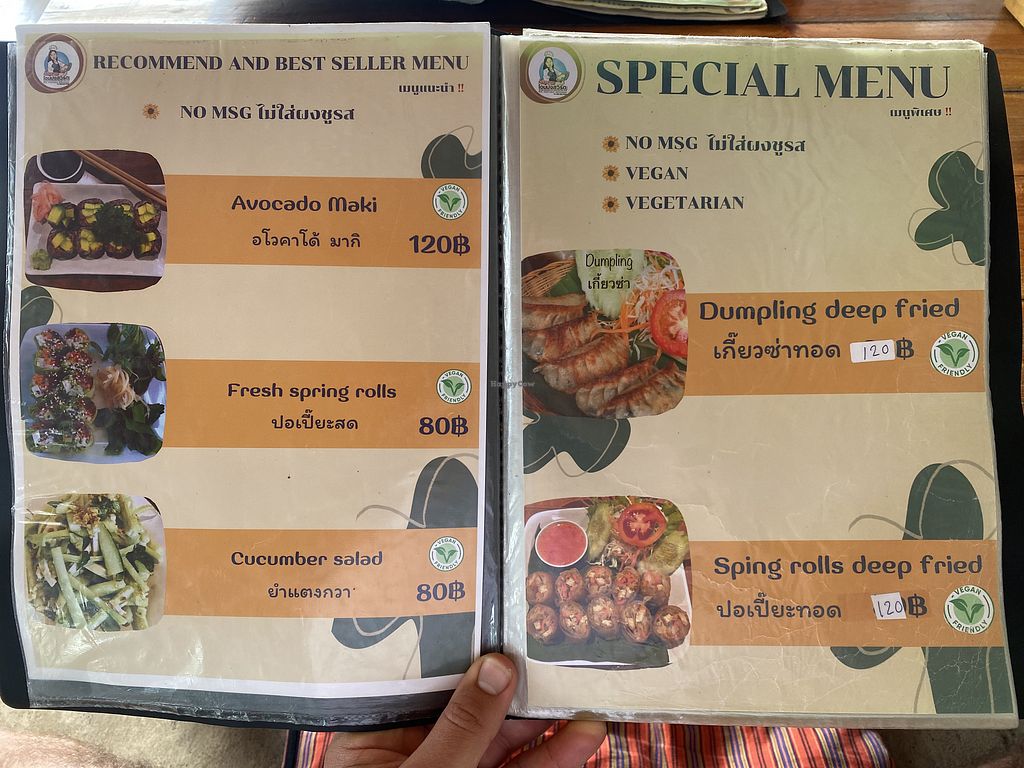 RECOMMEND AND BEST SELLER MENU
เมนูแนะนำ !!
NO MSG ไม่ใส่ผงชูรส
Avocado Maki
อโวคาโด้ มากิ
120฿
VEGAN FRIENDLY
Fresh spring rolls
ปอเปี๊ยะสด
80฿
VEGAN FRIENDLY
Cucumber salad
ยำแตงกวา
80฿
VEGAN FRIENDLY
SPECIAL MENU
เมนูพิเศษ !!
NO MSG ไม่ใส่ผงชูรส
VEGAN
VEGETARIAN
Dumpling
เกี้ยวซ่า
Dumpling deep fried
เกี๊ยวซ่าทอด 120฿
VEGAN FRIENDLY
Sping rolls deep fried
ปอเปี๊ยะทอด 120฿
VEGAN FRIENDLY
HappyCow